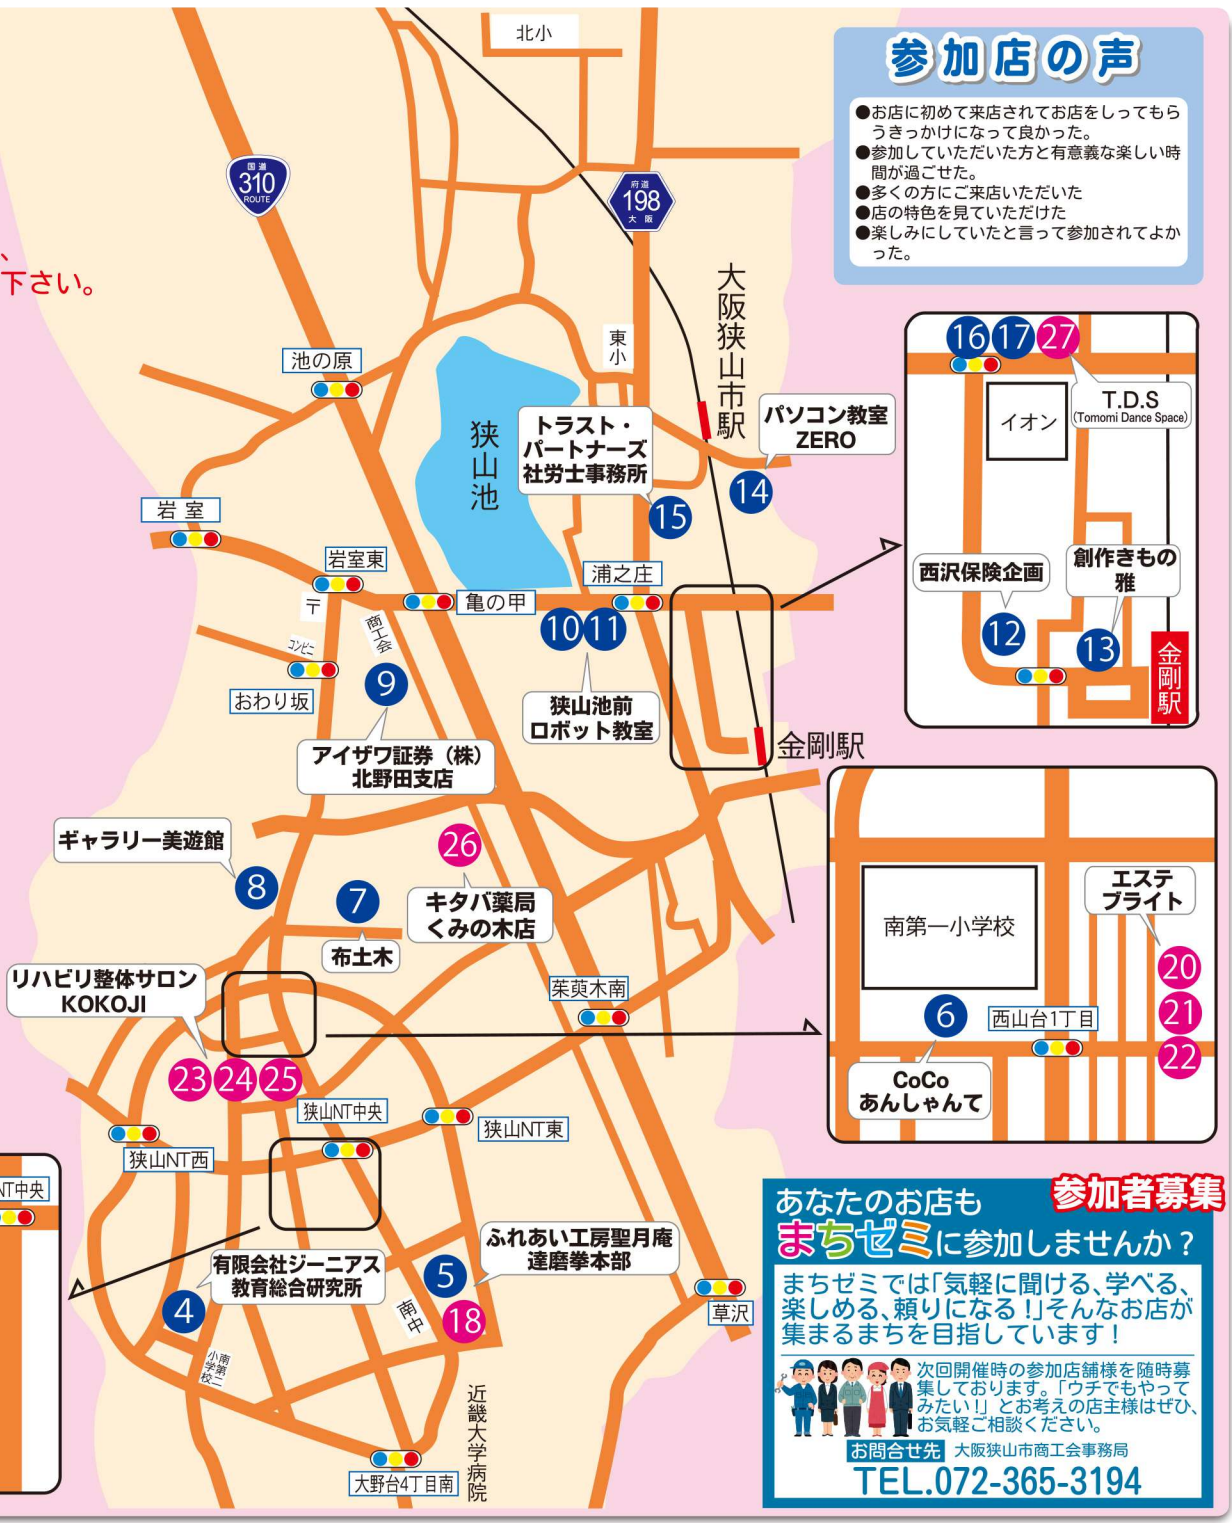 北小
参加店の声
●お店に初めて来店されてお店をしってもら
うきっかけになって良かった。
●参加していただいた方と有意義な楽しい時
間が過ごせた。
●多くの方にご来店いただいた
●店の特色を見ていただけた
●楽しみにしていたと言って参加されてよか
った。
国道
310
ROUTE
府道
198
大阪
、
下さい。
大阪狭山市駅
東小
池の原
狭山池
トラスト・
パートナーズ
社労士事務所
15
パソコン教室
ZERO
14
16
17
27
T.D.S
(Tomomi Dance Space)
イオン
西沢保険企画
12
創作きもの
雅
13
金剛駅
岩室
岩室東
〒
亀の甲
浦之庄
商工会
コンビニ
おわり坂
9
アイザワ証券（株）
北野田支店
10
11
狭山池前
ロボット教室
金剛駅
ギャラリー美遊館
8
7
布土木
26
キタバ薬局
くみの木店
リハビリ整体サロン
KOKOJI
23
24
25
茱萸木南
南第一小学校
エステ
ブライト
20
21
22
6
西山台1丁目
CoCo
あんしゃんて
狭山NT中央
狭山NT東
狭山NT西
NT中央
有限会社ジーニアス
教育総合研究所
4
ふれあい工房聖月庵
達磨拳本部
5
18
南中
南第二
小学校
草沢
近畿大学病院
大野台4丁目南
参加者募集
あなたのお店も
まちゼミに参加しませんか？
まちゼミでは「気軽に聞ける、学べる、
楽しめる、頼りになる！」そんなお店が
集まるまちを目指しています！
次回開催時の参加店舗様を随時募
集しております。「ウチでもやって
みたい！」とお考えの店主様はぜひ、
お気軽ご相談ください。
お問合せ先 大阪狭山市商工会事務局
TEL.072-365-3194